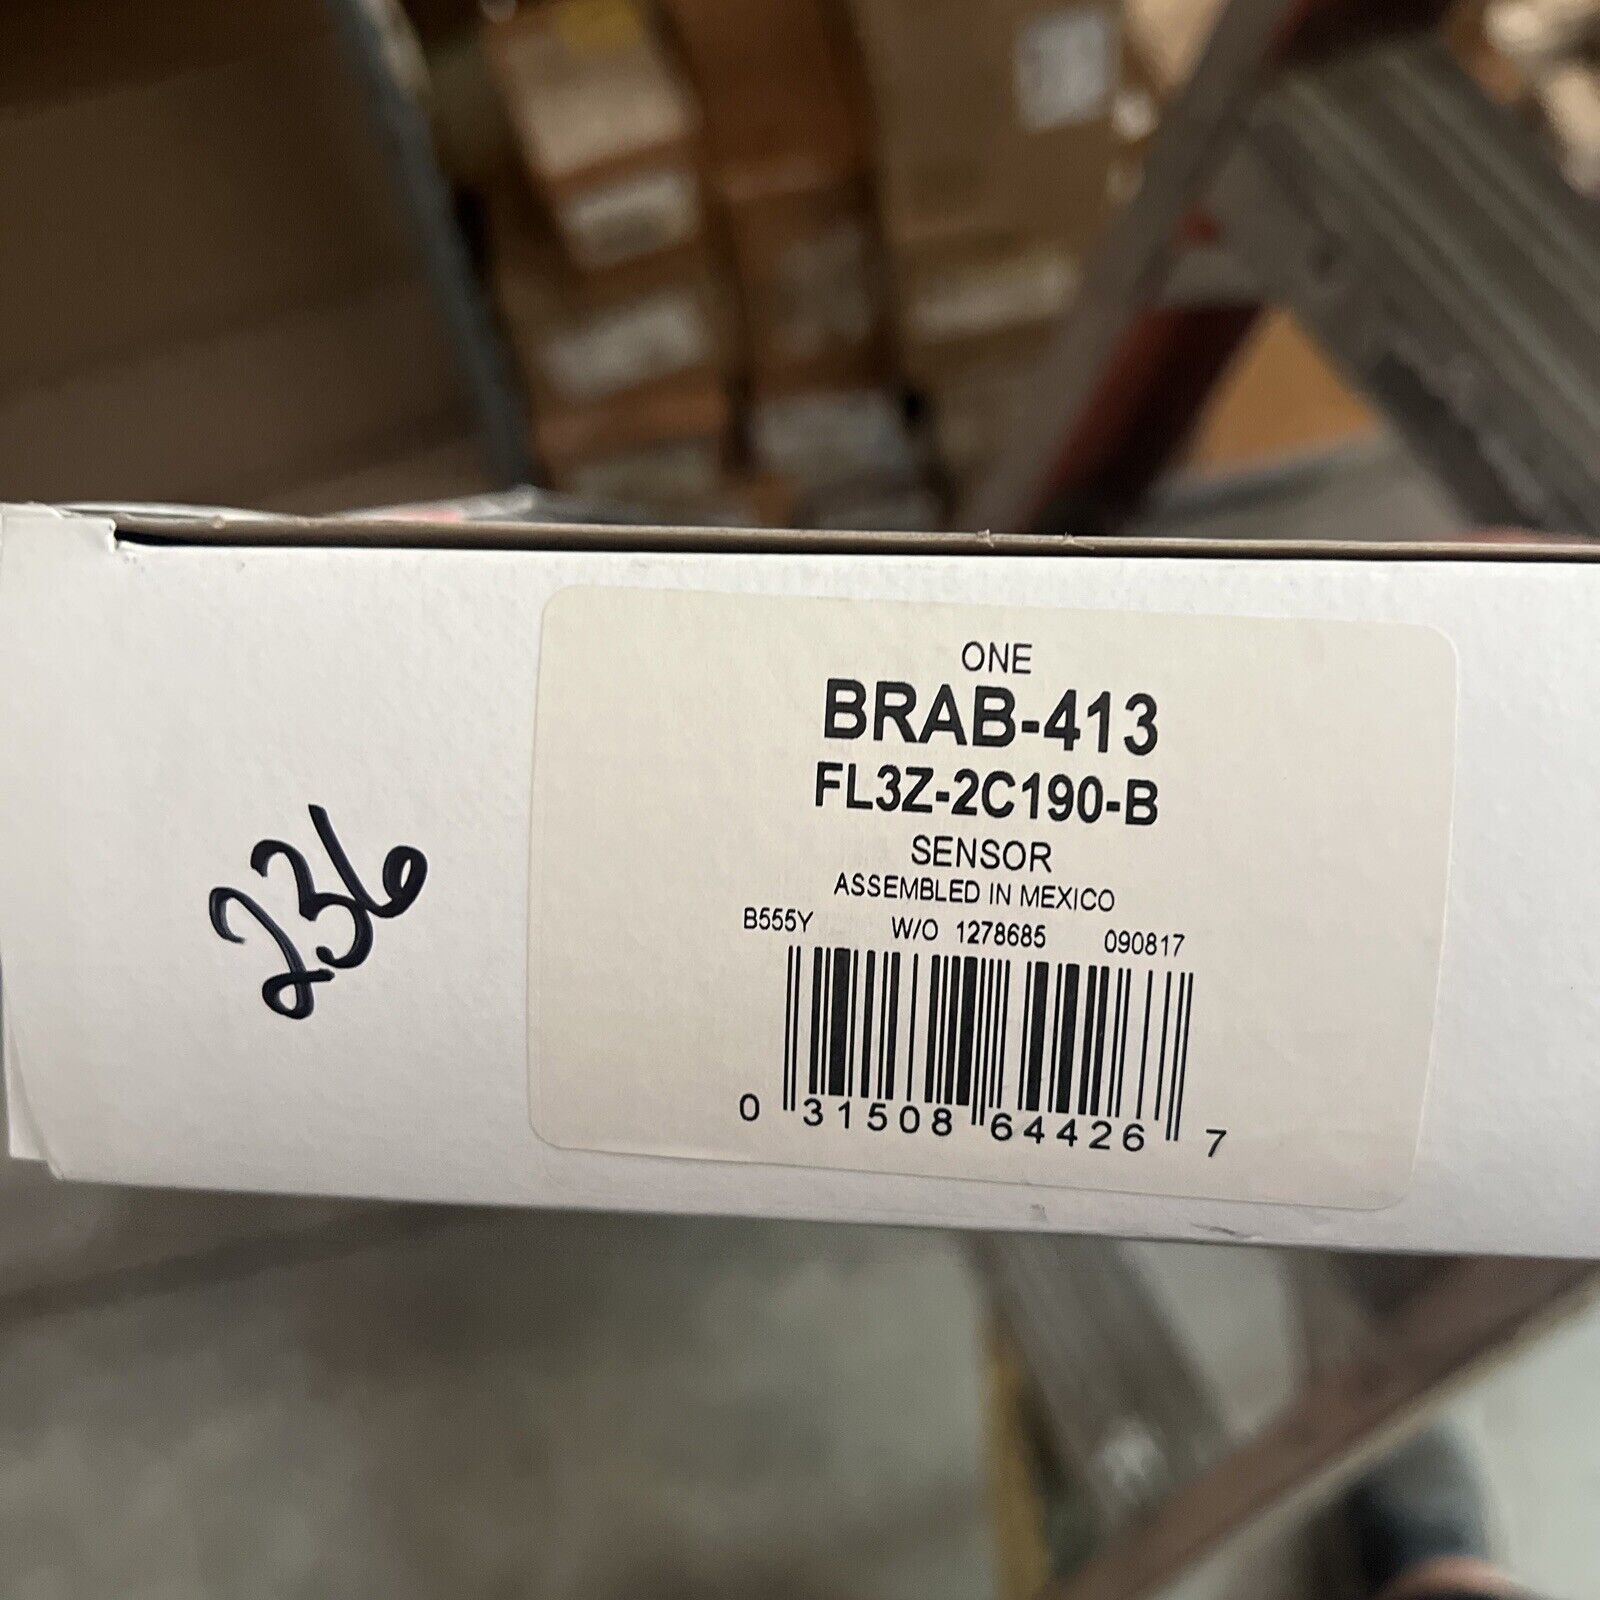 ONE
BRAB-413
FL3Z-2C190-B
SENSOR
ASSEMBLED IN MEXICO
B555Y W/O 1278685 090817
0 31508 64426 7
236